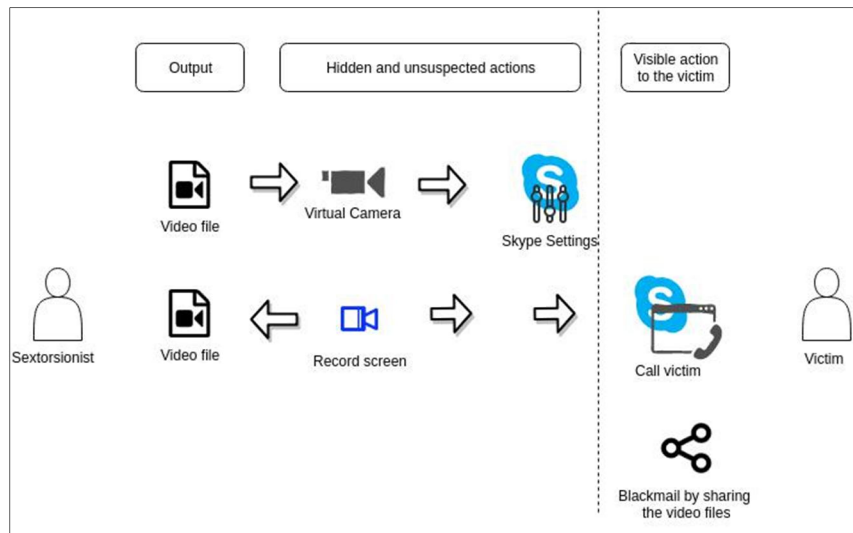 Output
Hidden and unsuspected actions
Visible action
to the victim
Video file
Virtual Camera
Skype Settings
Sextorsionist
Video file
Record screen
Call victim
Victim
Blackmail by sharing
the video files